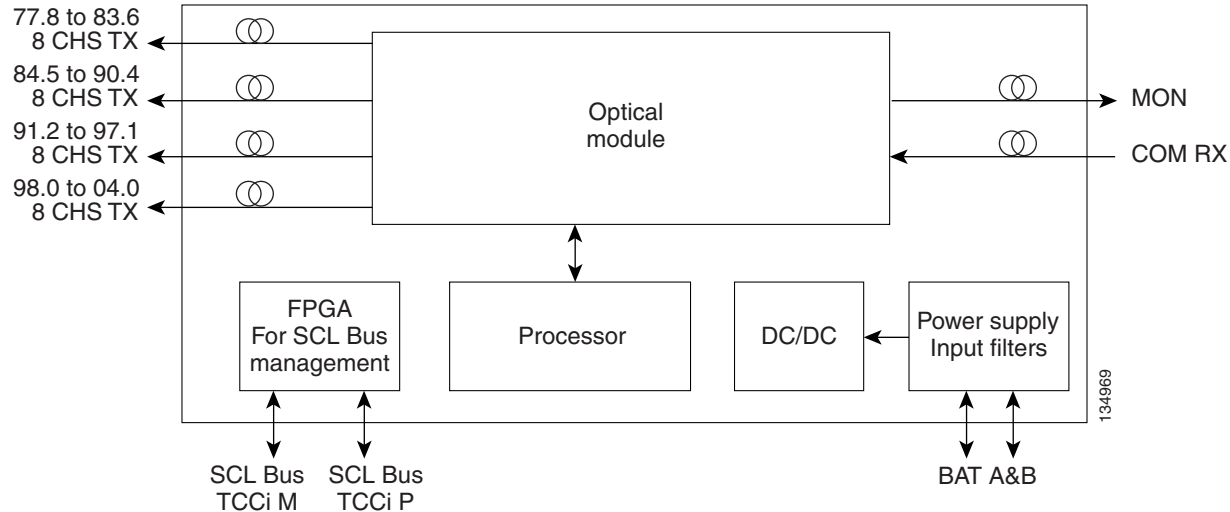 77.8 to 83.6
8 CHS TX
84.5 to 90.4
8 CHS TX
91.2 to 97.1
8 CHS TX
98.0 to 04.0
8 CHS TX
Optical
module
MON
COM RX
FPGA
For SCL Bus
management
Processor
DC/DC
Power supply
Input filters
SCL Bus
TCCi M
SCL Bus
TCCi P
BAT A&B
134969